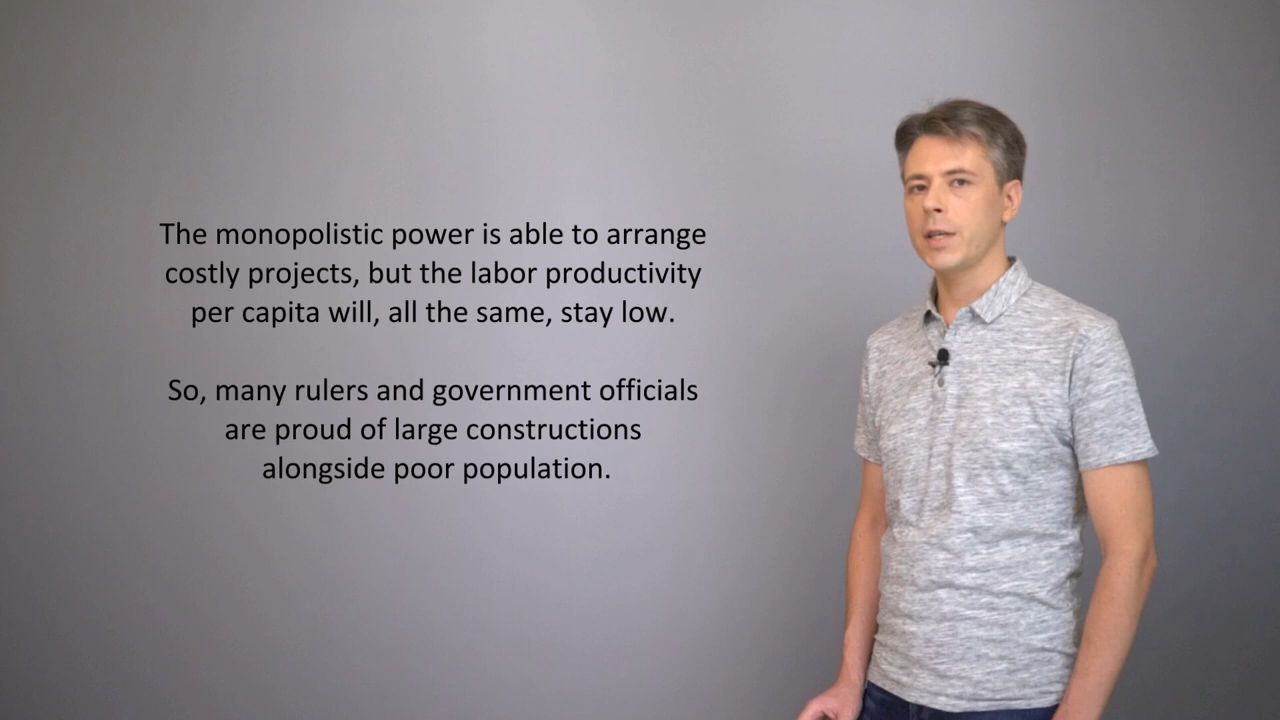 The monopolistic power is able to arrange
costly projects, but the labor productivity
per capita will, all the same, stay low.
So, many rulers and government officials
are proud of large constructions
alongside poor population.